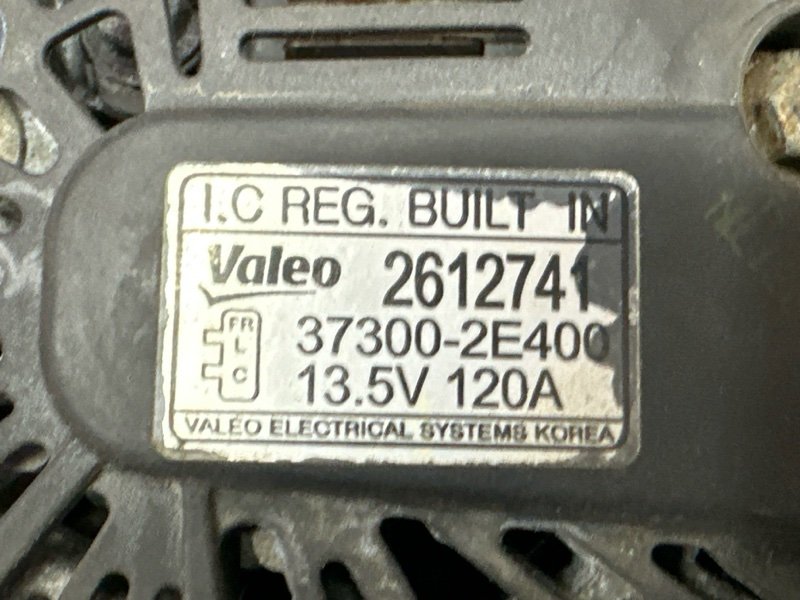 I.C REG. BUILT IN
Valeo 2612741
FR
L
C
37300-2E400
13.5V 120A
VALEO ELECTRICAL SYSTEMS KOREA